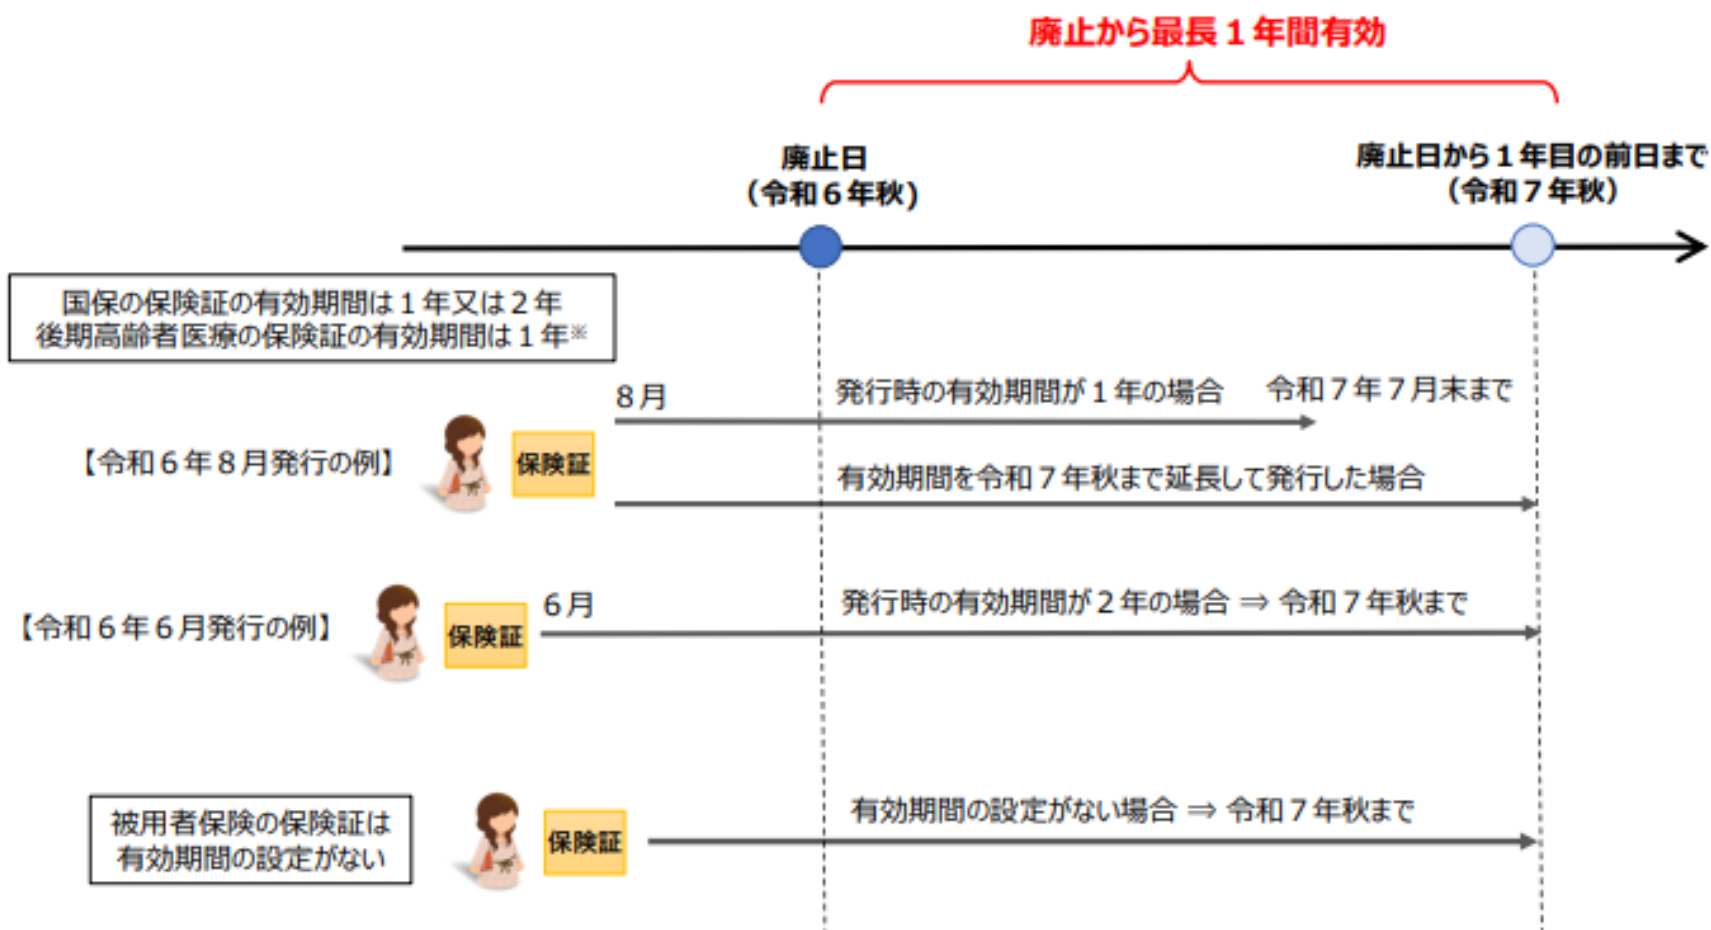 廃止から最長１年間有効
廃止日
（令和６年秋)
廃止日から１年目の前日まで
（令和７年秋）
国保の保険証の有効期間は１年又は２年
後期高齢者医療の保険証の有効期間は１年※
８月
発行時の有効期間が１年の場合
令和７年７月末まで
【令和６年８月発行の例】
保険証
有効期間を令和７年秋まで延長して発行した場合
６月
発行時の有効期間が２年の場合 ⇒ 令和７年秋まで
【令和６年６月発行の例】
保険証
有効期間の設定がない場合 ⇒ 令和７年秋まで
被用者保険の保険証は
有効期間の設定がない
保険証